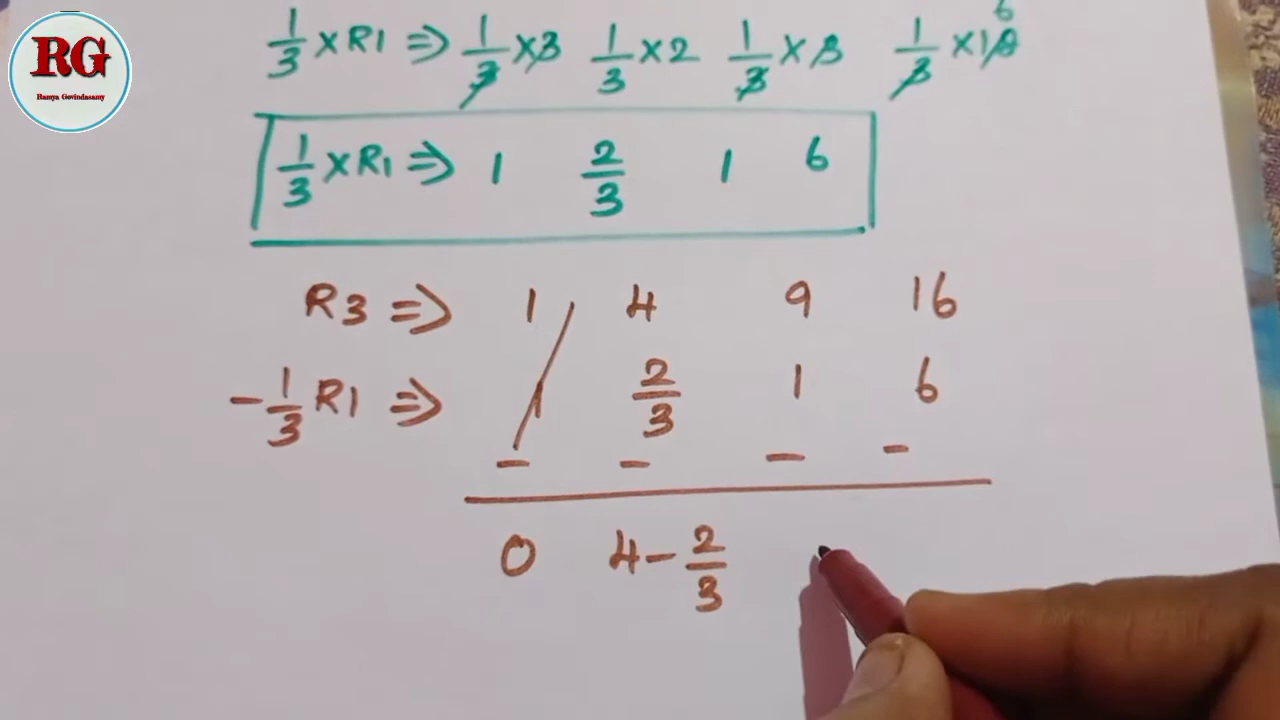 RG
Ramya Govindasamy
1/3 ×R1 ⇒ 1/3 ×3 1/3 ×2 1/3 ×3 1/3 ×18 6
1/3 ×R1 ⇒ 1 2/3 1 6
R3 ⇒ 1 4 9 16
-1/3 R1 ⇒ 1 2/3 1 6
- - - -
0 4-2/3